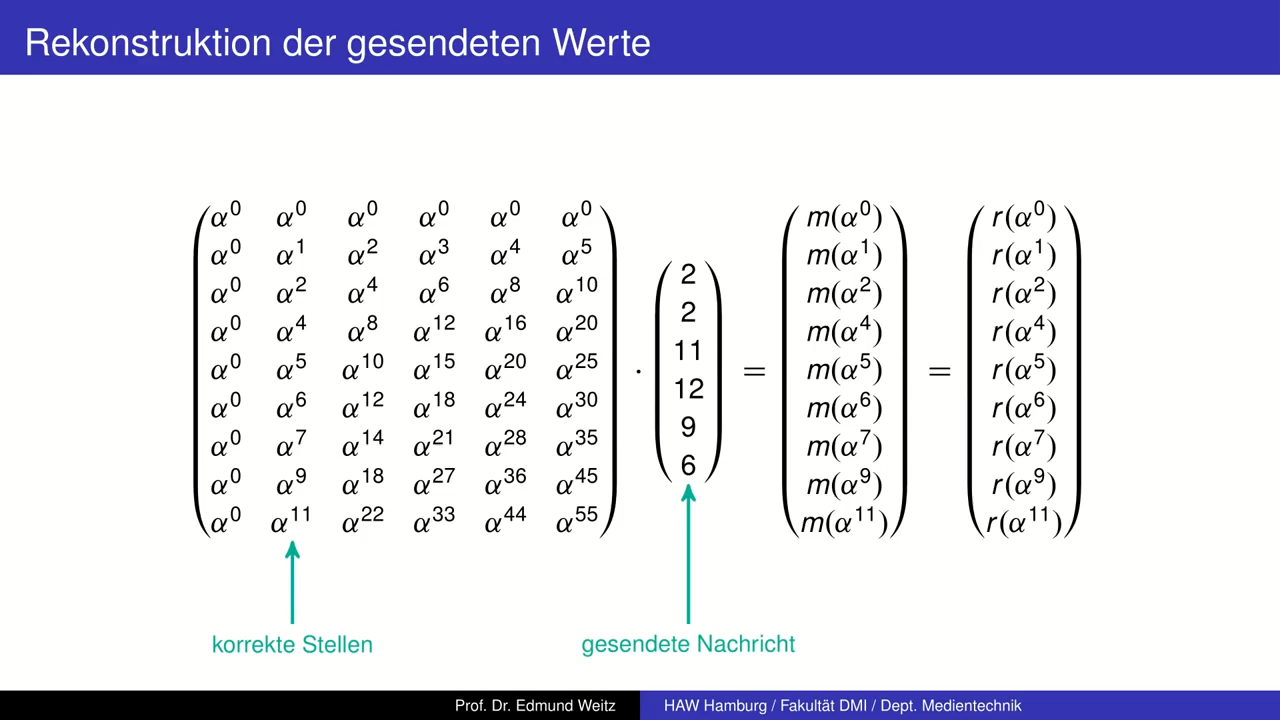 Rekonstruktion der gesendeten Werte
α⁰ α⁰ α⁰ α⁰ α⁰ α⁰ m(α⁰) r(α⁰)
α⁰ α¹ α² α³ α⁴ α⁵ 2 m(α¹) r(α¹)
α⁰ α² α⁴ α⁶ α⁸ α¹⁰ 2 m(α²) r(α²)
α⁰ α⁴ α⁸ α¹² α¹⁶ α²⁰ 11 m(α⁴) r(α⁴)
α⁰ α⁵ α¹⁰ α¹⁵ α²⁰ α²⁵ · 12 = m(α⁵) = r(α⁵)
α⁰ α⁶ α¹² α¹⁸ α²⁴ α³⁰ 9 m(α⁶) r(α⁶)
α⁰ α⁷ α¹⁴ α²¹ α²⁸ α³⁵ 6 m(α⁷) r(α⁷)
α⁰ α⁹ α¹⁸ α²⁷ α³⁶ α⁴⁵ m(α⁹) r(α⁹)
α⁰ α¹¹ α²² α³³ α⁴⁴ α⁵⁵ m(α¹¹) r(α¹¹)
korrekte Stellen
gesendete Nachricht
Prof. Dr. Edmund Weitz
HAW Hamburg / Fakultät DMI / Dept. Medientechnik